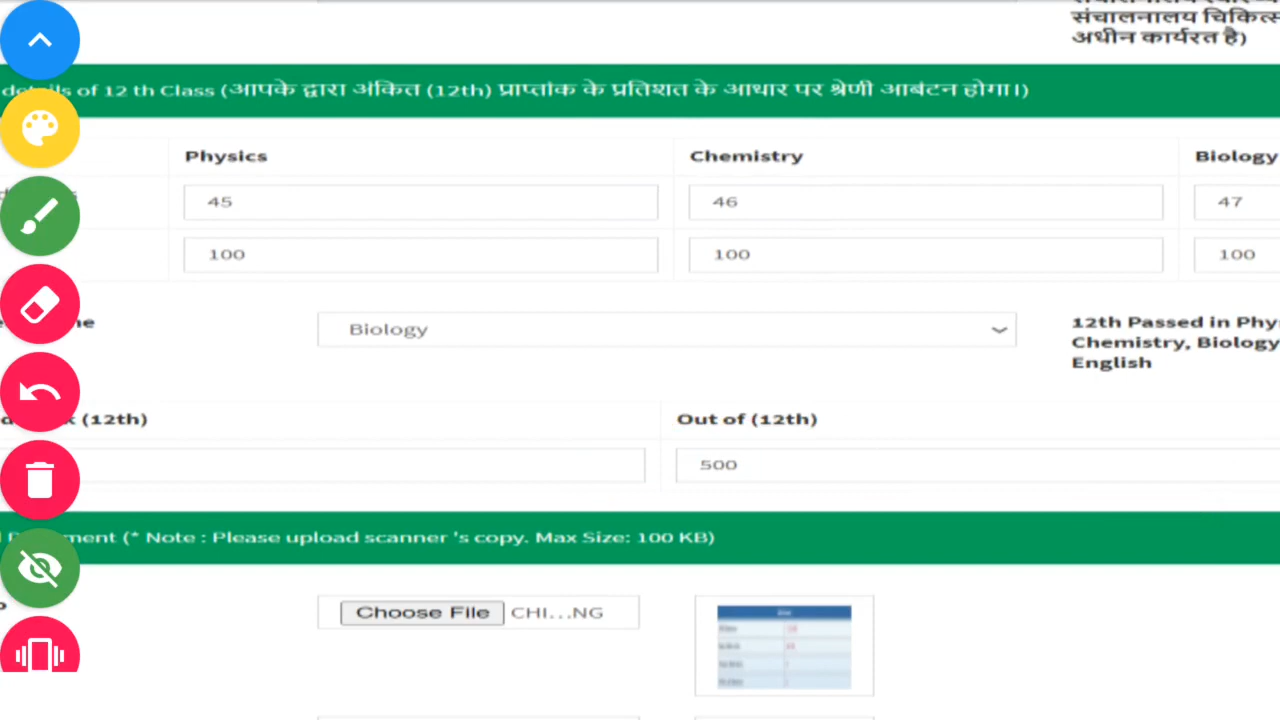 संचालनालय चिकित्स
अधीन कार्यरत है)
of 12 th Class (आपके द्वारा अंकित (12th) प्राप्तांक के प्रतिशत के आधार पर श्रेणी आबंटन होगा।)
Physics Chemistry Biology
45 46 47
100 100 100
Biology
12th Passed in Phy
Chemistry, Biology
English
(12th) Out of (12th)
500
(* Note : Please upload scanner 's copy. Max Size: 100 KB)
Choose File CHI...NG